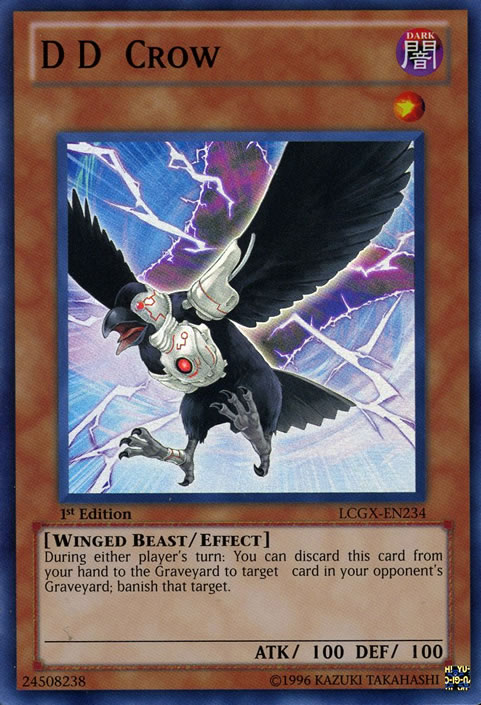 D D Crow
DARK
闇
1st Edition
LCGX-EN234
[Winged Beast/Effect]
During either player's turn: You can discard this card from
your hand to the Graveyard to target card in your opponent's
Graveyard; banish that target.
ATK/ 100 DEF/ 100
24508238
©1996 KAZUKI TAKAHASHI